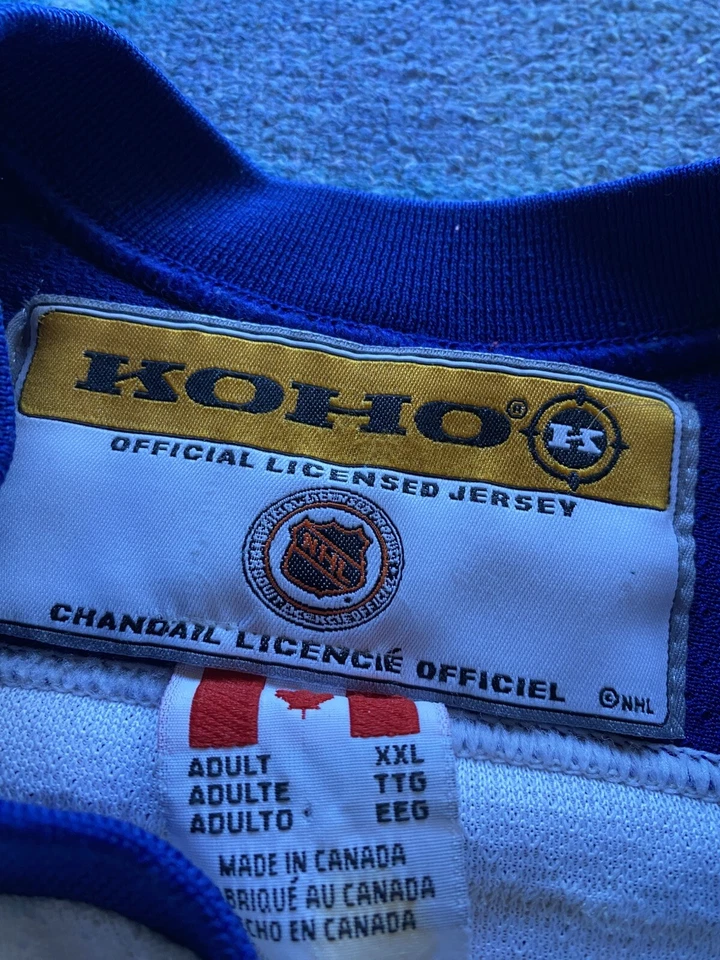 KOHO®
K
OFFICIAL LICENSED JERSEY
NHL
CHANDAIL LICENCIÉ OFFICIEL ©NHL
ADULT XXL
ADULTE TTG
ADULTO EEG
MADE IN CANADA
BRIQUÉ AU CANADA
CHO EN CANADA